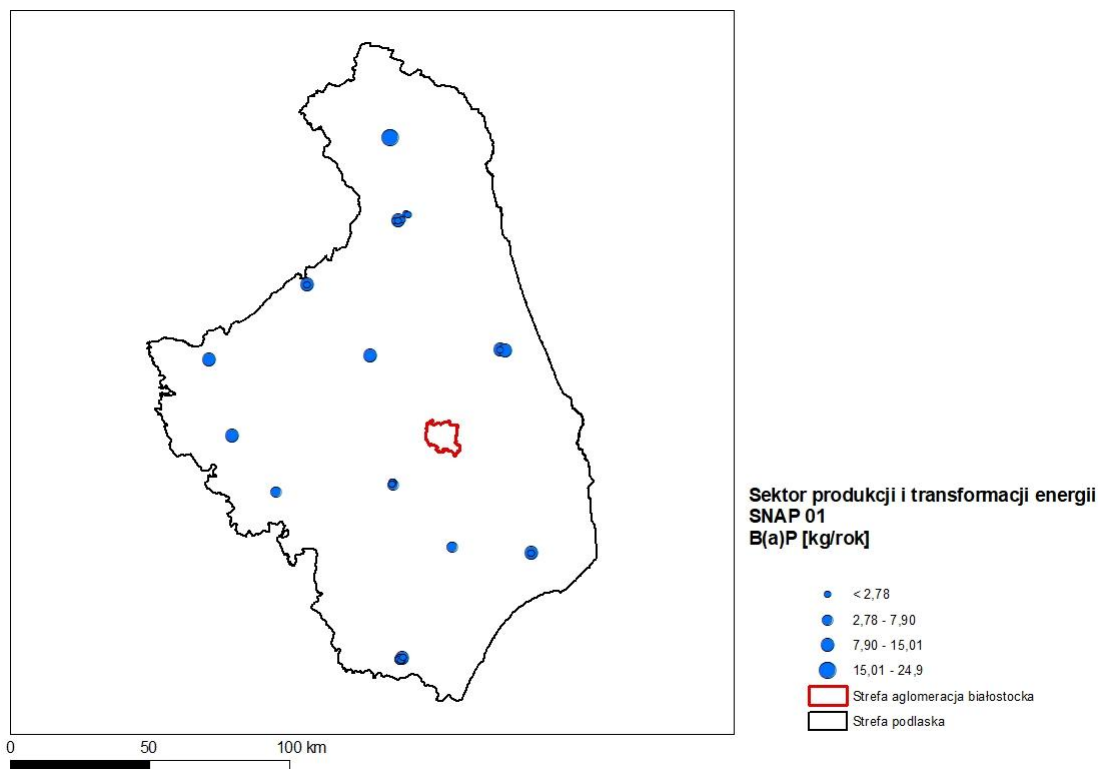 Sektor produkcji i transformacji energii
SNAP 01
B(a)P [kg/rok]
< 2,78
2,78 - 7,90
7,90 - 15,01
15,01 - 24,9
Strefa aglomeracja białostocka
Strefa podlaska
0 50 100 km